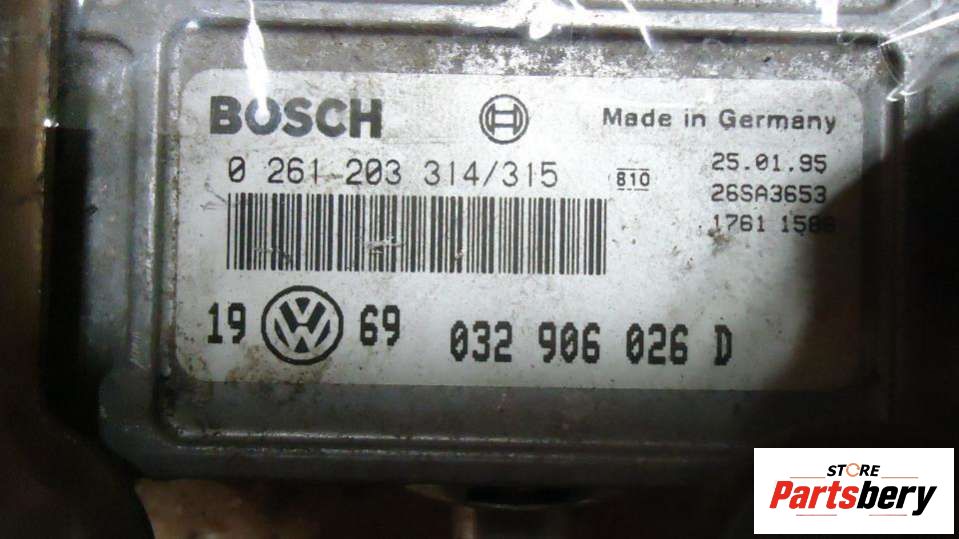 BOSCH
Made in Germany
0 261 203 314/315
810
25.01.95
26SA3653
1761
19 VW 69 032 906 026 D
STORE
Partsbery